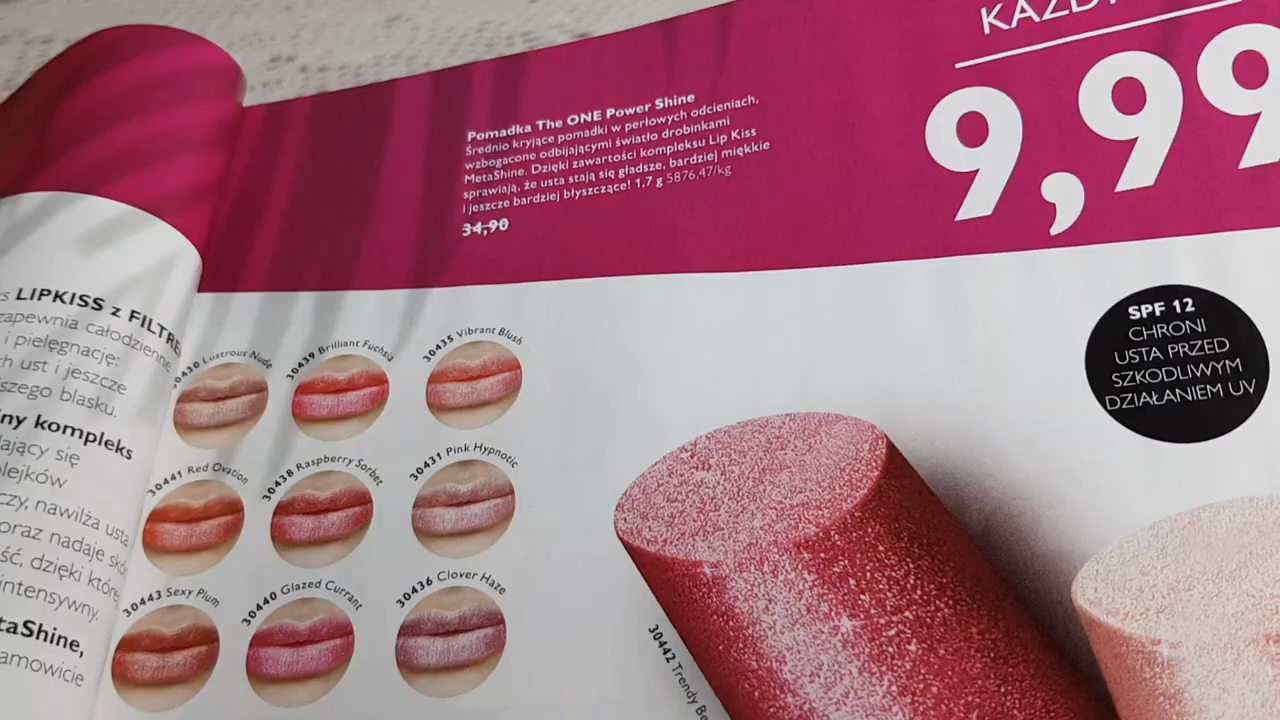 KAŻDY
9,99
Pomadka The ONE Power Shine
Średnio kryjące pomadki w perłowych odcieniach,
wzbogacone odbijającymi światło drobinkami
MetaShine. Dzięki zawartości kompleksu Lip Kiss
sprawiają, że usta stają się gładsze, bardziej miękkie
i jeszcze bardziej błyszczące! 1,7 g 5876,47/kg
34,90
LIPKISS z FILTRE
zapewnia całodzienne
i pielęgnację;
ch ust i jeszcze
szego blasku.
ny kompleks
lający się
olejków
czy, nawilża usta
oraz nadaje skó
ść, dzięki które
intensywny.
taShine,
amowicie
30430 Lustrous Nude
30439 Brilliant Fuchsia
30435 Vibrant Blush
30441 Red Ovation
30438 Raspberry Sorbet
30431 Pink Hypnotic
30443 Sexy Plum
30440 Glazed Currant
30436 Clover Haze
SPF 12
CHRONI
USTA PRZED
SZKODLIWYM
DZIAŁANIEM UV
30442 Trendy Be